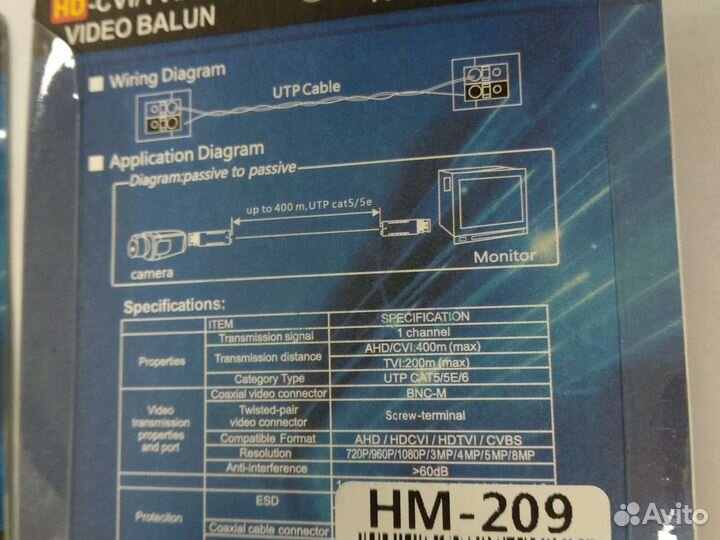 HD-CVI/
VIDEO BALUN
Wiring Diagram
UTP Cable
Application Diagram
Diagram:passive to passive
up to 400 m,UTP cat5/5e
camera
Monitor
Specifications:
ITEM SPECIFICATION
Transmission signal 1 channel
Properties Transmission distance AHD/CVI:400m (max)
TVI:200m (max)
Category Type UTP CAT5/5E/6
Coaxial video connector BNC-M
Video transmission properties and port Twisted-pair video connector Screw-terminal
Compatible Format AHD / HDCVI / HDTVI / CVBS
Resolution 720P/960P/1080P/3MP/4MP/5MP/8MP
Anti-interference >60dB
Proteciton ESD
Coaxial cable connector
HM-209
Avito